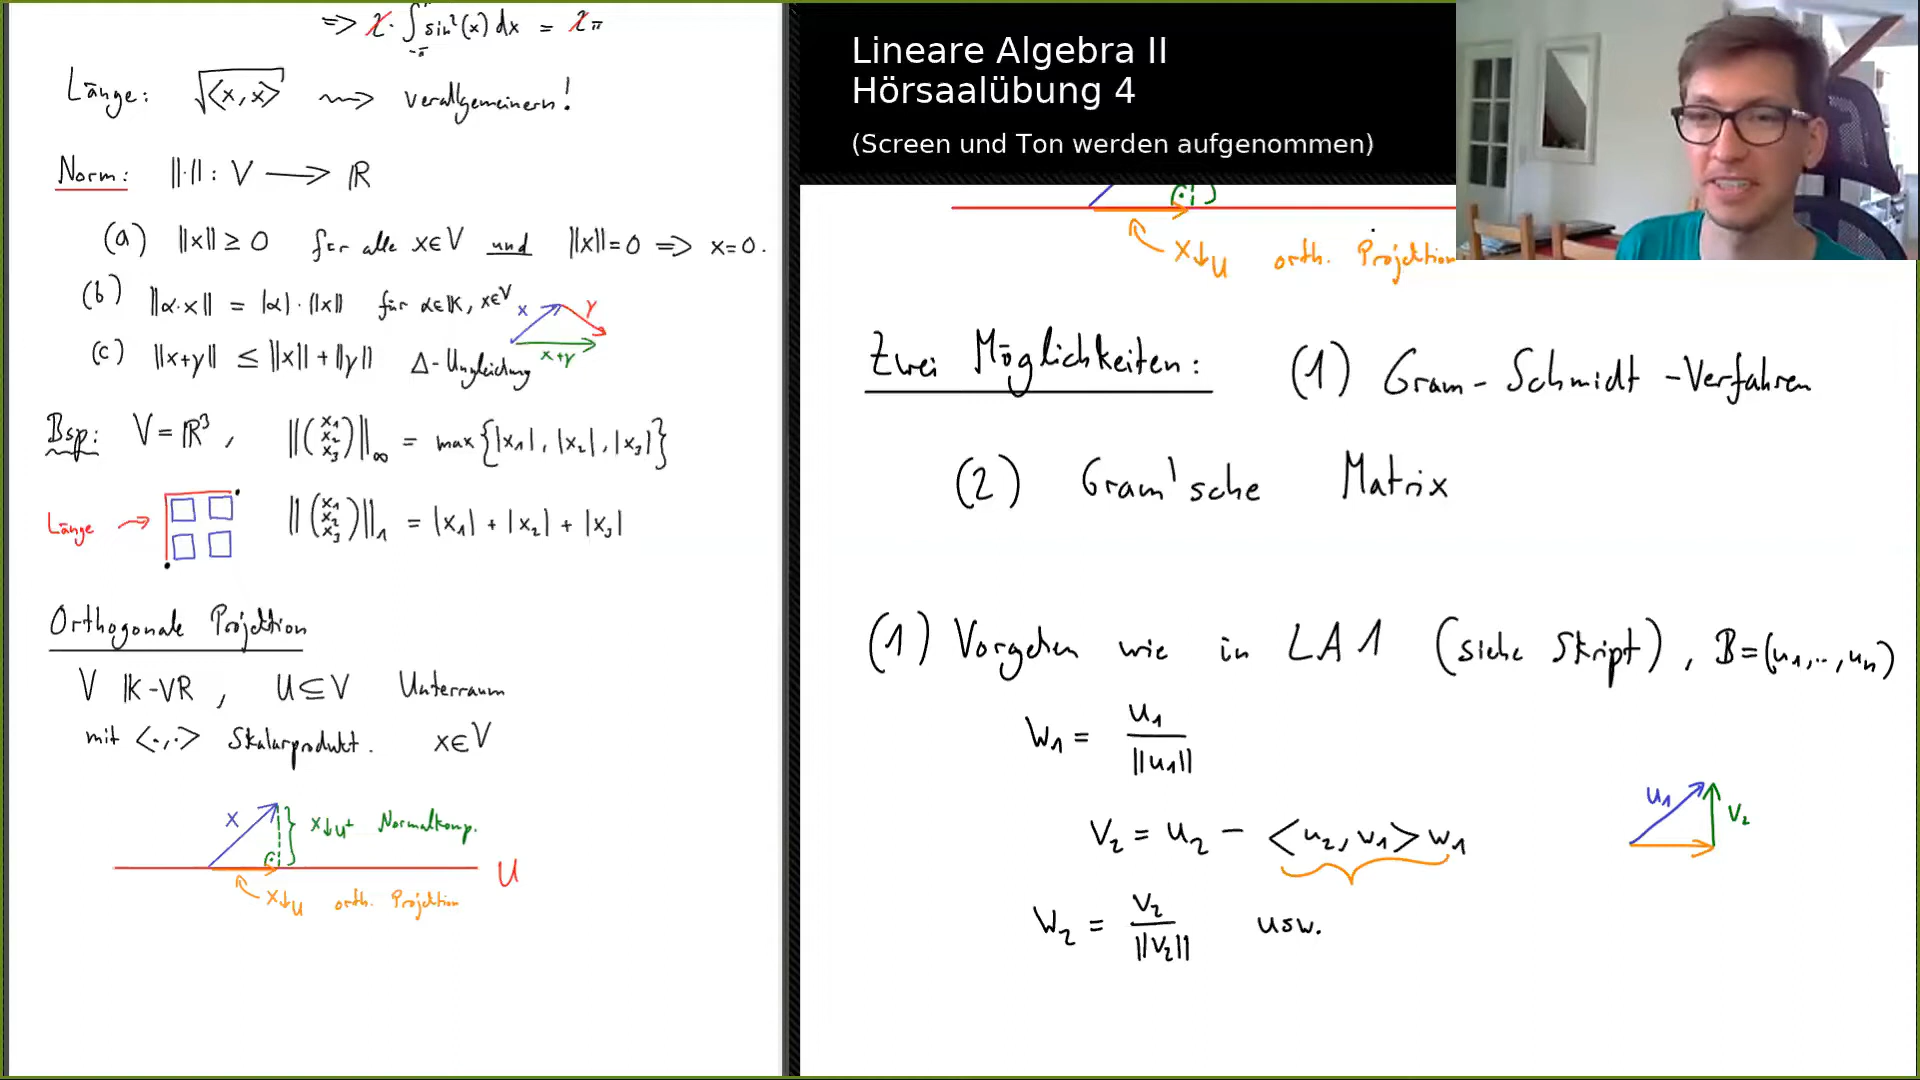 => 2 · ∫_{-π}^{π} sin²(x) dx = 2π
Länge: √<x,x> ⇝ verallgemeinern!
Norm: ||·|| : V → ℝ
(a) ||x|| ≥ 0 für alle x∈V und ||x||=0 => x=0.
(b) ||α·x|| = |α|·||x|| für α∈𝕂, x∈V
x y
(c) ||x+y|| ≤ ||x|| + ||y|| Δ-Ungleichung
x+y
Bsp: V=ℝ³, ||(x₁ x₂ x₃)||∞ = max{|x₁|, |x₂|, |x₃|}
Länge → ||(x₁ x₂ x₃)||₁ = |x₁| + |x₂| + |x₃|
Orthogonale Projektion
V 𝕂-VR, U⊆V Unterraum
mit <·,·> Skalarprodukt. x∈V
x x↓U⊥ Normalkomp.
U
x↓U orth. Projektion
Lineare Algebra II
Hörsaalübung 4
(Screen und Ton werden aufgenommen)
x↓U orth. Projektion
Zwei Möglichkeiten: (1) Gram-Schmidt-Verfahren
(2) Gram'sche Matrix
(1) Vorgehen wie in LA1 (siehe Skript), B=(u₁,..,uₙ)
w₁ = u₁/||u₁||
u₁ v₂
v₂ = u₂ - <u₂,w₁>w₁
w₂ = v₂/||v₂|| usw.